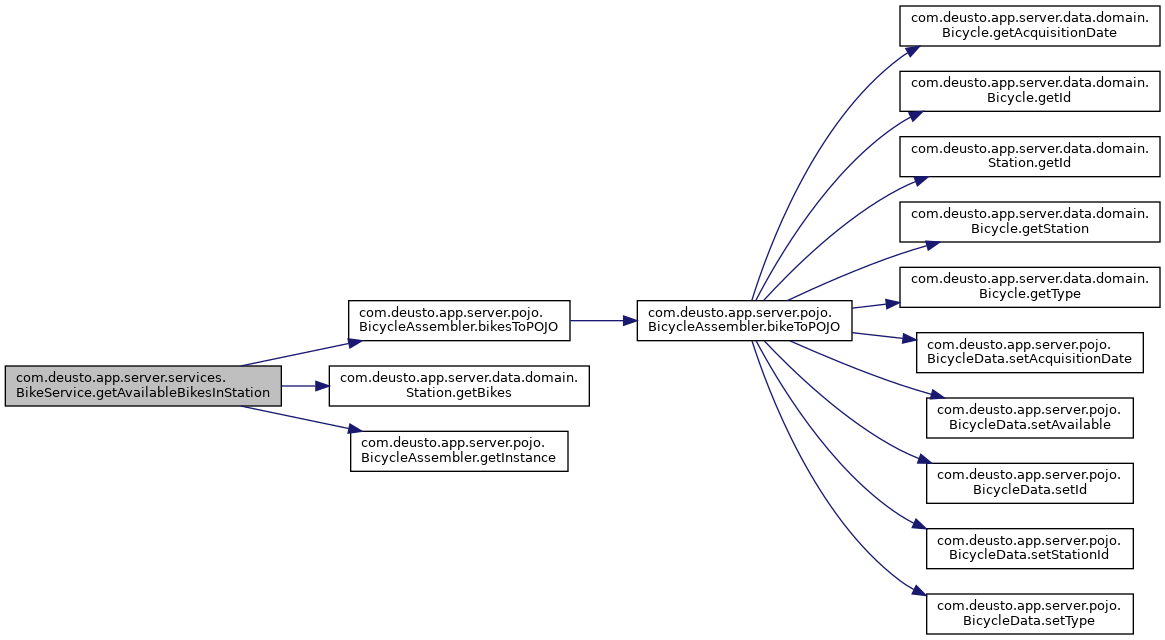 com.deusto.app.server.services.
BikeService.getAvailableBikesInStation
com.deusto.app.server.pojo.
BicycleAssembler.bikesToPOJO
com.deusto.app.server.data.domain.
Station.getBikes
com.deusto.app.server.pojo.
BicycleAssembler.getInstance
com.deusto.app.server.pojo.
BicycleAssembler.bikeToPOJO
com.deusto.app.server.data.domain.
Bicycle.getAcquisitionDate
com.deusto.app.server.data.domain.
Bicycle.getId
com.deusto.app.server.data.domain.
Station.getId
com.deusto.app.server.data.domain.
Bicycle.getStation
com.deusto.app.server.data.domain.
Bicycle.getType
com.deusto.app.server.pojo.
BicycleData.setAcquisitionDate
com.deusto.app.server.pojo.
BicycleData.setAvailable
com.deusto.app.server.pojo.
BicycleData.setId
com.deusto.app.server.pojo.
BicycleData.setStationId
com.deusto.app.server.pojo.
BicycleData.setType